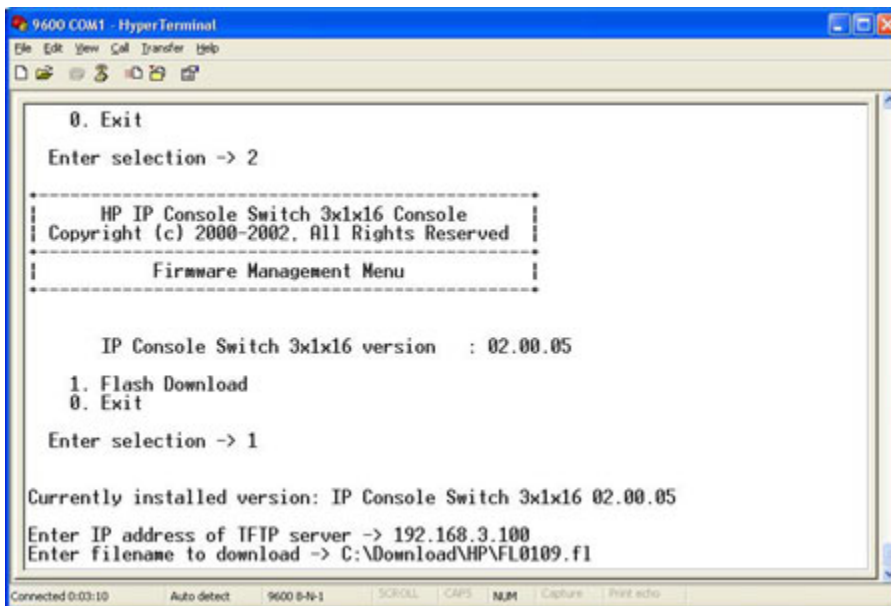 9600 COM1 - HyperTerminal
File Edit View Call Transfer Help
0. Exit
Enter selection -> 2
HP IP Console Switch 3x1x16 Console
Copyright (c) 2000-2002, All Rights Reserved
Firmware Management Menu
IP Console Switch 3x1x16 version : 02.00.05
1. Flash Download
0. Exit
Enter selection -> 1
Currently installed version: IP Console Switch 3x1x16 02.00.05
Enter IP address of TFTP server -> 192.168.3.100
Enter filename to download -> C:\Download\HP\FL0109.fl
Connected 0:03:10 Auto detect 9600 8-N-1 SCROLL CAPS NUM Capture Print echo